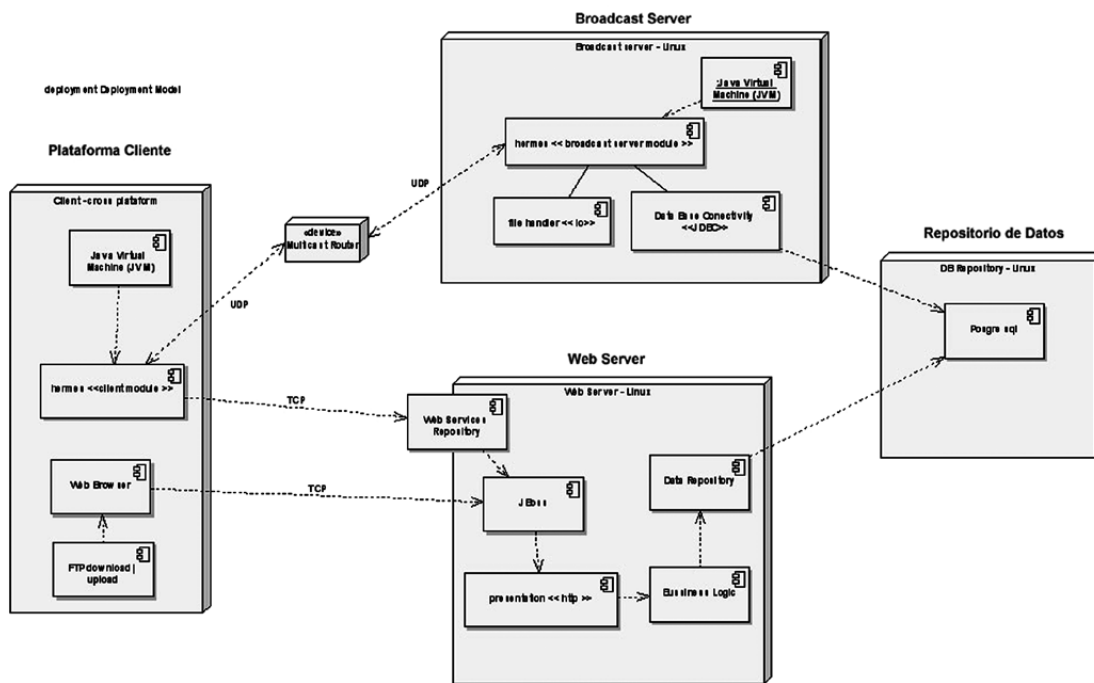 Broadcast Server
Broadcast server - Linux
:Java Virtual
Machine (JVM)
deployment Deployment Model
hermes << broadcast server module >>
Plataforma Cliente
UDP
Client-cross plataform
file handler <<io>>
Data Base Conectivity
<<JDBC>>
«device»
Multicast Router
Java Virtual
Machine (JVM)
Repositorio de Datos
DB Repository - Linux
UDP
Posgre sql
Web Server
hermes <<client module >>
Web Server - Linux
TCP
Web Services
Repository
Web Browser
TCP
JBoss
Data Repository
FTP download |
upload
presentation << http >>
Bussiness Logic